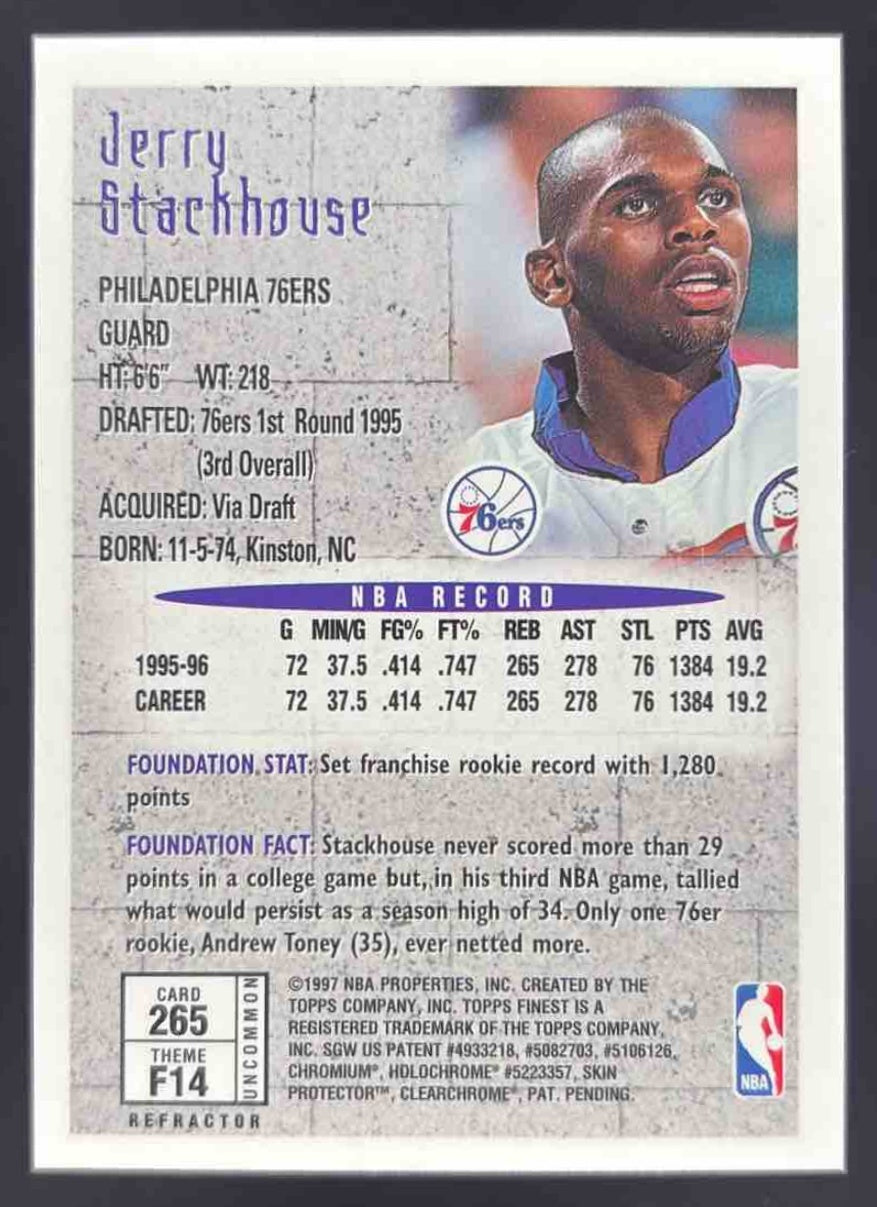 Jerry
Stackhouse
PHILADELPHIA 76ERS
GUARD
HT: 6'6" WT: 218
DRAFTED: 76ers 1st Round 1995
(3rd Overall)
ACQUIRED: Via Draft
BORN: 11-5-74, Kinston, NC
76ers
76
NBA RECORD
G MIN/G FG% FT% REB AST STL PTS AVG
1995-96 72 37.5 .414 .747 265 278 76 1384 19.2
CAREER 72 37.5 .414 .747 265 278 76 1384 19.2
FOUNDATION STAT: Set franchise rookie record with 1,280
points
FOUNDATION FACT: Stackhouse never scored more than 29
points in a college game but, in his third NBA game, tallied
what would persist as a season high of 34. Only one 76er
rookie, Andrew Toney (35), ever netted more.
CARD
265
THEME
F14
UNCOMMON
REFRACTOR
©1997 NBA PROPERTIES, INC. CREATED BY THE
TOPPS COMPANY, INC. TOPPS FINEST IS A
REGISTERED TRADEMARK OF THE TOPPS COMPANY,
INC. SGW US PATENT #4933218, #5082703, #5106126,
CHROMIUM®, HOLOCHROME® #5223357, SKIN
PROTECTOR™, CLEARCHROME®, PAT. PENDING.
NBA